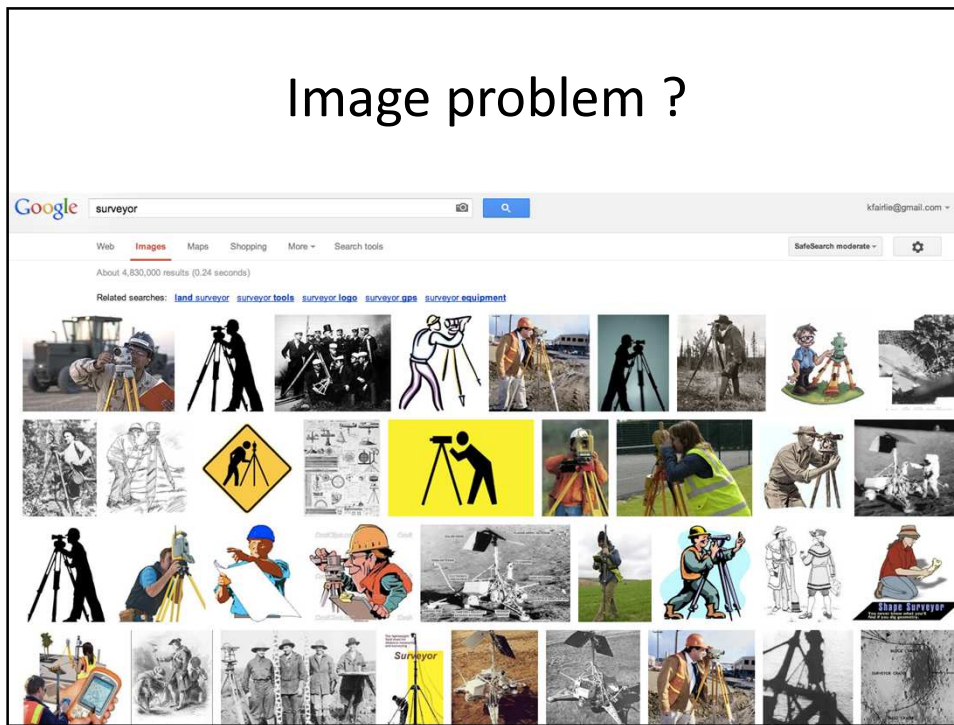 Image problem ?
Google surveyor kfairlie@gmail.com
Web Images Maps Shopping More Search tools SafeSearch moderate
About 4,830,000 results (0.24 seconds)
Related searches: land surveyor surveyor tools surveyor logo surveyor gps surveyor equipment
Shape Surveyor
Surveyor